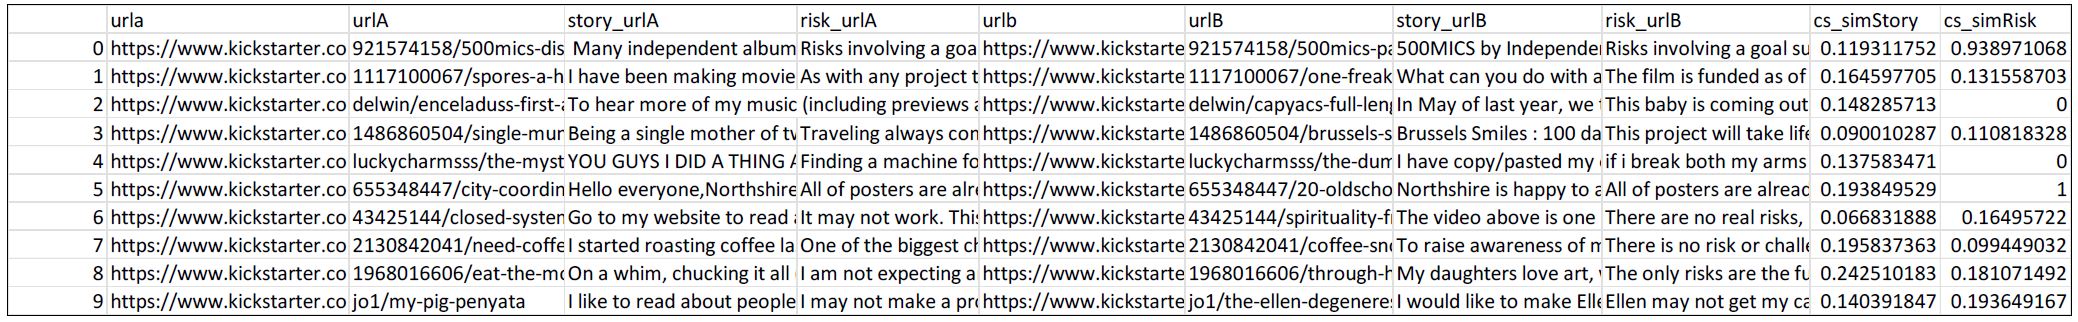 urla urlA story_urlA risk_urlA urlb urlB story_urlB risk_urlB cs_simStory cs_simRisk
0 https://www.kickstarter.co 921574158/500mics-dis Many independent album Risks involving a goa https://www.kickstarte 921574158/500mics-pa 500MICS by Independe Risks involving a goal su 0.119311752 0.938971068
1 https://www.kickstarter.co 1117100067/spores-a-h I have been making movie As with any project t https://www.kickstarte 1117100067/one-freak What can you do with a The film is funded as of 0.164597705 0.131558703
2 https://www.kickstarter.co delwin/enceladuss-first-a To hear more of my music (including previews a https://www.kickstarte delwin/capyacs-full-leng In May of last year, we This baby is coming out 0.148285713 0
3 https://www.kickstarter.co 1486860504/single-mun Being a single mother of tw Traveling always con https://www.kickstarte 1486860504/brussels-s Brussels Smiles : 100 da This project will take life 0.090010287 0.110818328
4 https://www.kickstarter.co luckycharmsss/the-myst YOU GUYS I DID A THING Finding a machine fo https://www.kickstarte luckycharmsss/the-dum I have copy/pasted my if i break both my arms 0.137583471 0
5 https://www.kickstarter.co 655348447/city-coordin Hello everyone,Northshire All of posters are alre https://www.kickstarte 655348447/20-oldscho Northshire is happy to a All of posters are alread 0.193849529 1
6 https://www.kickstarter.co 43425144/closed-system Go to my website to read It may not work. This https://www.kickstarte 43425144/spirituality-f The video above is one There are no real risks, 0.066831888 0.16495722
7 https://www.kickstarter.co 2130842041/need-coffe I started roasting coffee la One of the biggest ch https://www.kickstarte 2130842041/coffee-sno To raise awareness of m There is no risk or challe 0.195837363 0.099449032
8 https://www.kickstarter.co 1968016606/eat-the-mo On a whim, chucking it all I am not expecting a https://www.kickstarte 1968016606/through-h My daughters love art, The only risks are the fu 0.242510183 0.181071492
9 https://www.kickstarter.co jo1/my-pig-penyata I like to read about people I may not make a pro https://www.kickstarte jo1/the-ellen-degenere I would like to make Elle Ellen may not get my ca 0.140391847 0.193649167